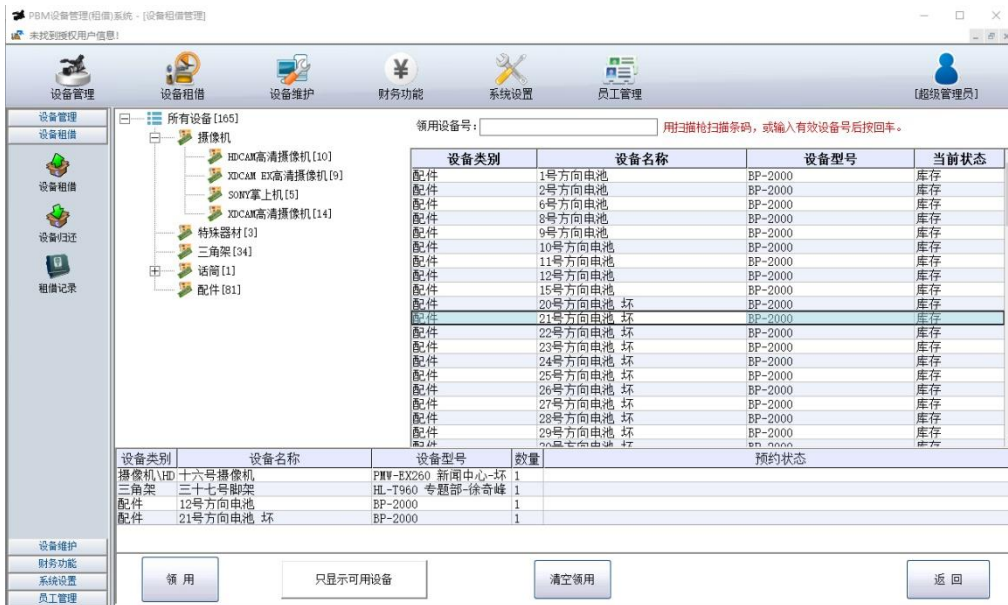 PBM设备管理(租借)系统 - [设备租借管理]
未找到授权用户信息!
设备管理 设备租借 设备维护 财务功能 系统设置 员工管理 [超级管理员]
设备管理
设备租借
设备租借
设备归还
租借记录
设备维护
财务功能
系统设置
员工管理
所有设备[165]
摄像机
HDCAM高清摄像机[10]
XDCAM EX高清摄像机[9]
SONY掌上机[5]
XDCAM高清摄像机[14]
特殊器材[3]
三角架[34]
话筒[1]
配件[81]
领用设备号: 用扫描枪扫描条码，或输入有效设备号后按回车。
设备类别 设备名称 设备型号 当前状态
配件 1号方向电池 BP-2000 库存
配件 2号方向电池 BP-2000 库存
配件 6号方向电池 BP-2000 库存
配件 8号方向电池 BP-2000 库存
配件 9号方向电池 BP-2000 库存
配件 10号方向电池 BP-2000 库存
配件 11号方向电池 BP-2000 库存
配件 12号方向电池 BP-2000 库存
配件 15号方向电池 BP-2000 库存
配件 20号方向电池 坏 BP-2000 库存
配件 21号方向电池 坏 BP-2000 库存
配件 22号方向电池 坏 BP-2000 库存
配件 23号方向电池 坏 BP-2000 库存
配件 24号方向电池 坏 BP-2000 库存
配件 25号方向电池 坏 BP-2000 库存
配件 26号方向电池 坏 BP-2000 库存
配件 27号方向电池 坏 BP-2000 库存
配件 28号方向电池 坏 BP-2000 库存
配件 29号方向电池 坏 BP-2000 库存
设备类别 设备名称 设备型号 数量 预约状态
摄像机\HD 十六号摄像机 PMW-EX260 新闻中心-坏 1
三角架 三十七号脚架 HL-T960 专题部-徐奇峰 1
配件 12号方向电池 BP-2000 1
配件 21号方向电池 坏 BP-2000 1
领 用 只显示可用设备 清空领用 返 回